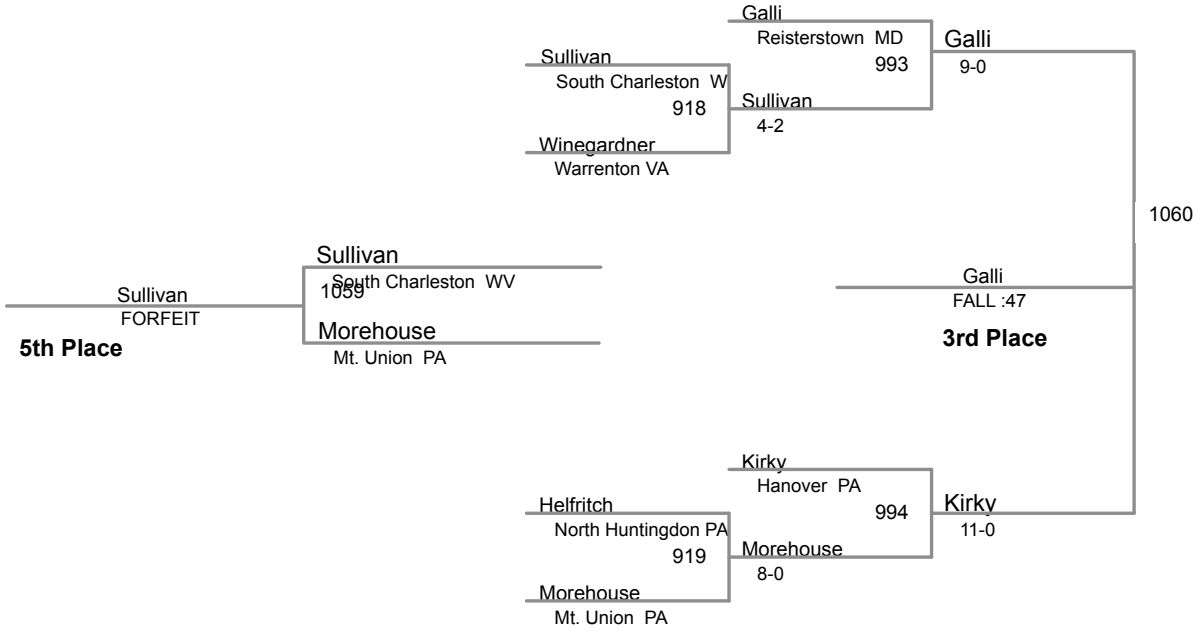 Galli
Reisterstown MD
993
Galli
9-0
Sullivan
South Charleston W
918
Sullivan
4-2
Winegardner
Warrenton VA
1060
Sullivan
South Charleston WV
1059
Sullivan
FORFEIT
5th Place
Morehouse
Mt. Union PA
Galli
FALL :47
3rd Place
Kirky
Hanover PA
994
Kirky
11-0
Helfritch
North Huntingdon PA
919
Morehouse
8-0
Morehouse
Mt. Union PA